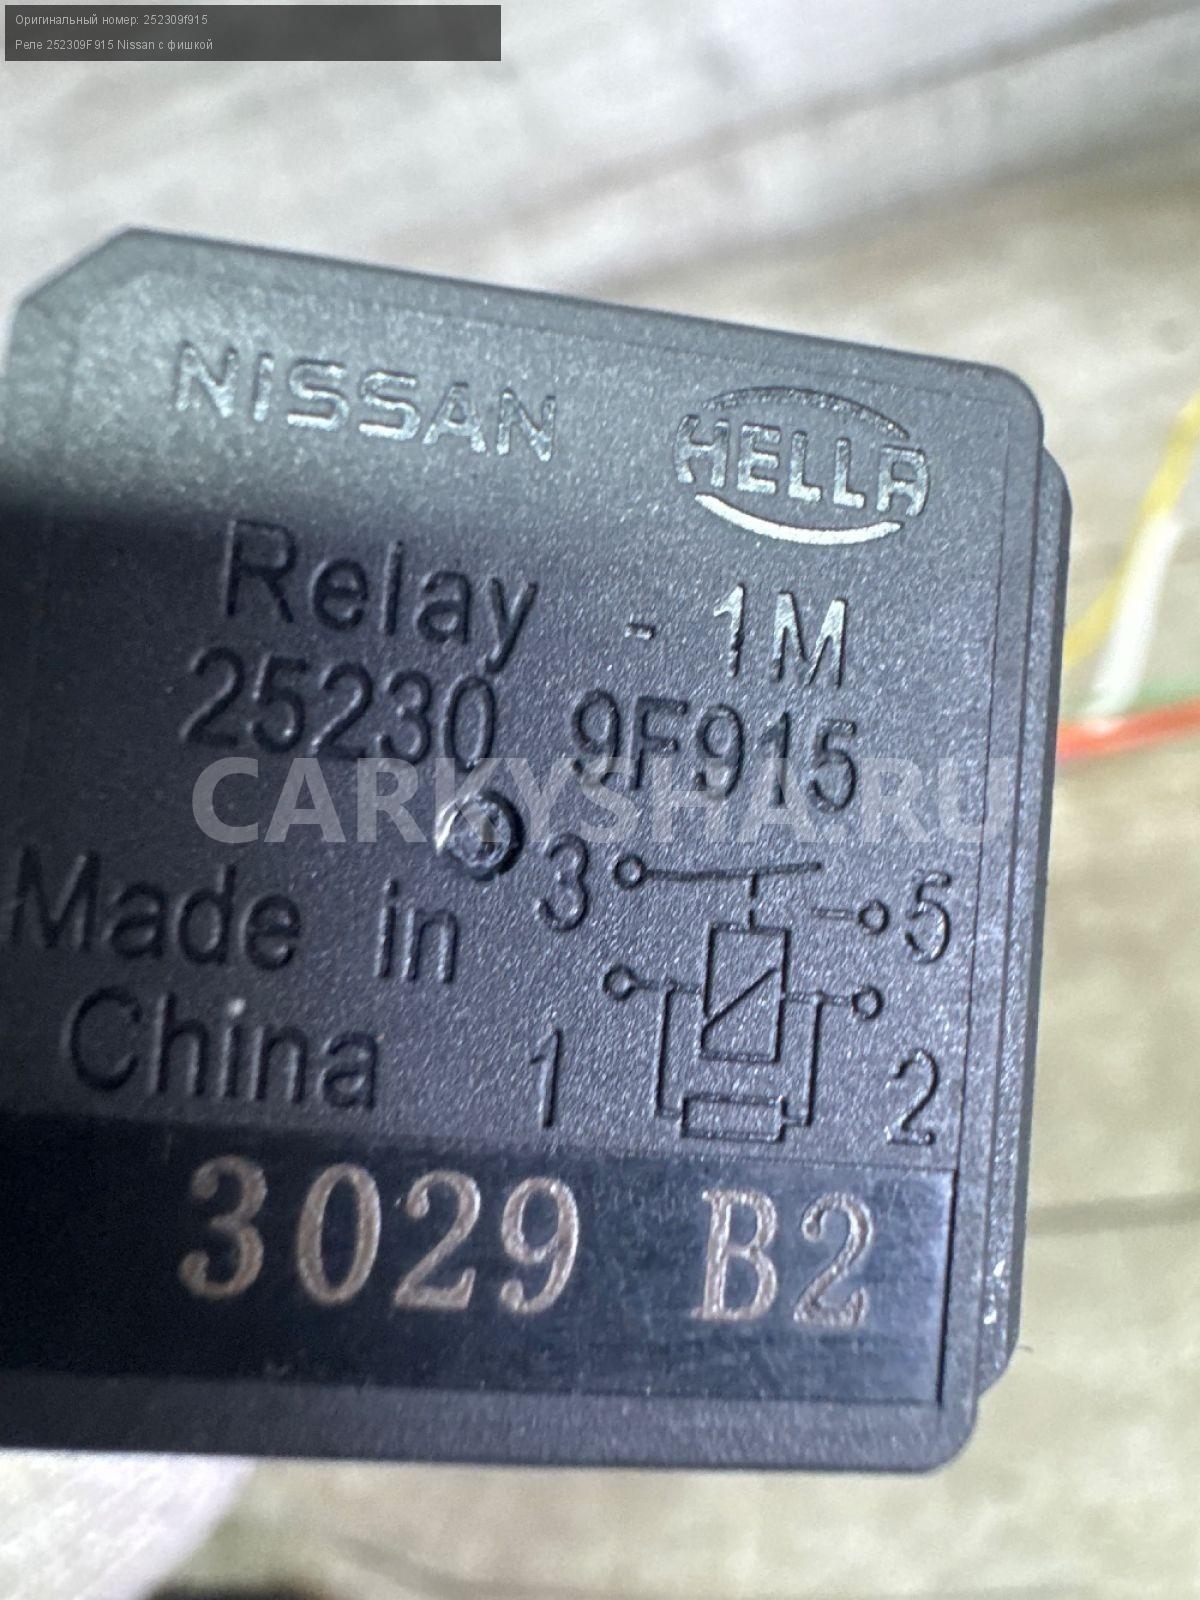 Оригинальный номер: 252309f915
Реле 252309F915 Nissan с фишкой
NISSAN HELLA
Relay - 1M
25230 9F915
CARKYSHA.RU
Made in
China
3
5
1
2
3029 B2